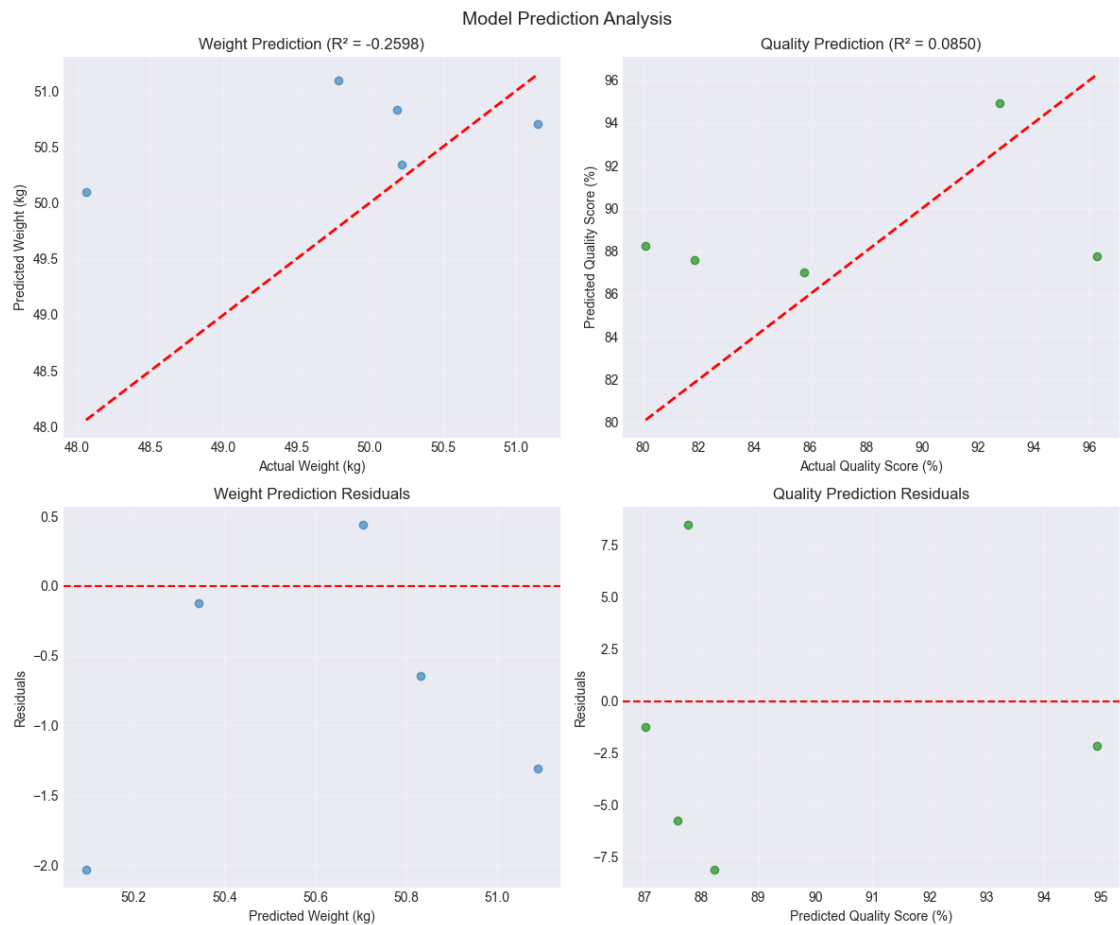 Model Prediction Analysis
Weight Prediction (R² = -0.2598)
Predicted Weight (kg)
51.0
50.5
50.0
49.5
49.0
48.5
48.0
48.0 48.5 49.0 49.5 50.0 50.5 51.0
Actual Weight (kg)
Quality Prediction (R² = 0.0850)
Predicted Quality Score (%)
96
94
92
90
88
86
84
82
80
80 82 84 86 88 90 92 94 96
Actual Quality Score (%)
Weight Prediction Residuals
Residuals
0.5
0.0
−0.5
−1.0
−1.5
−2.0
50.2 50.4 50.6 50.8 51.0
Predicted Weight (kg)
Quality Prediction Residuals
Residuals
7.5
5.0
2.5
0.0
−2.5
−5.0
−7.5
87 88 89 90 91 92 93 94 95
Predicted Quality Score (%)